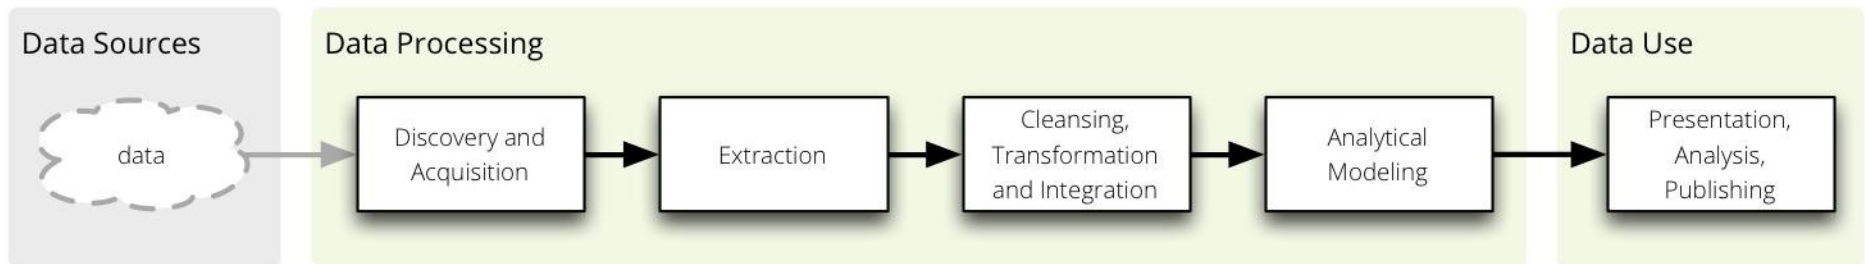 Data Sources
Data Processing
Data Use
data
Discovery and
Acquisition
Extraction
Cleansing,
Transformation
and Integration
Analytical
Modeling
Presentation,
Analysis,
Publishing